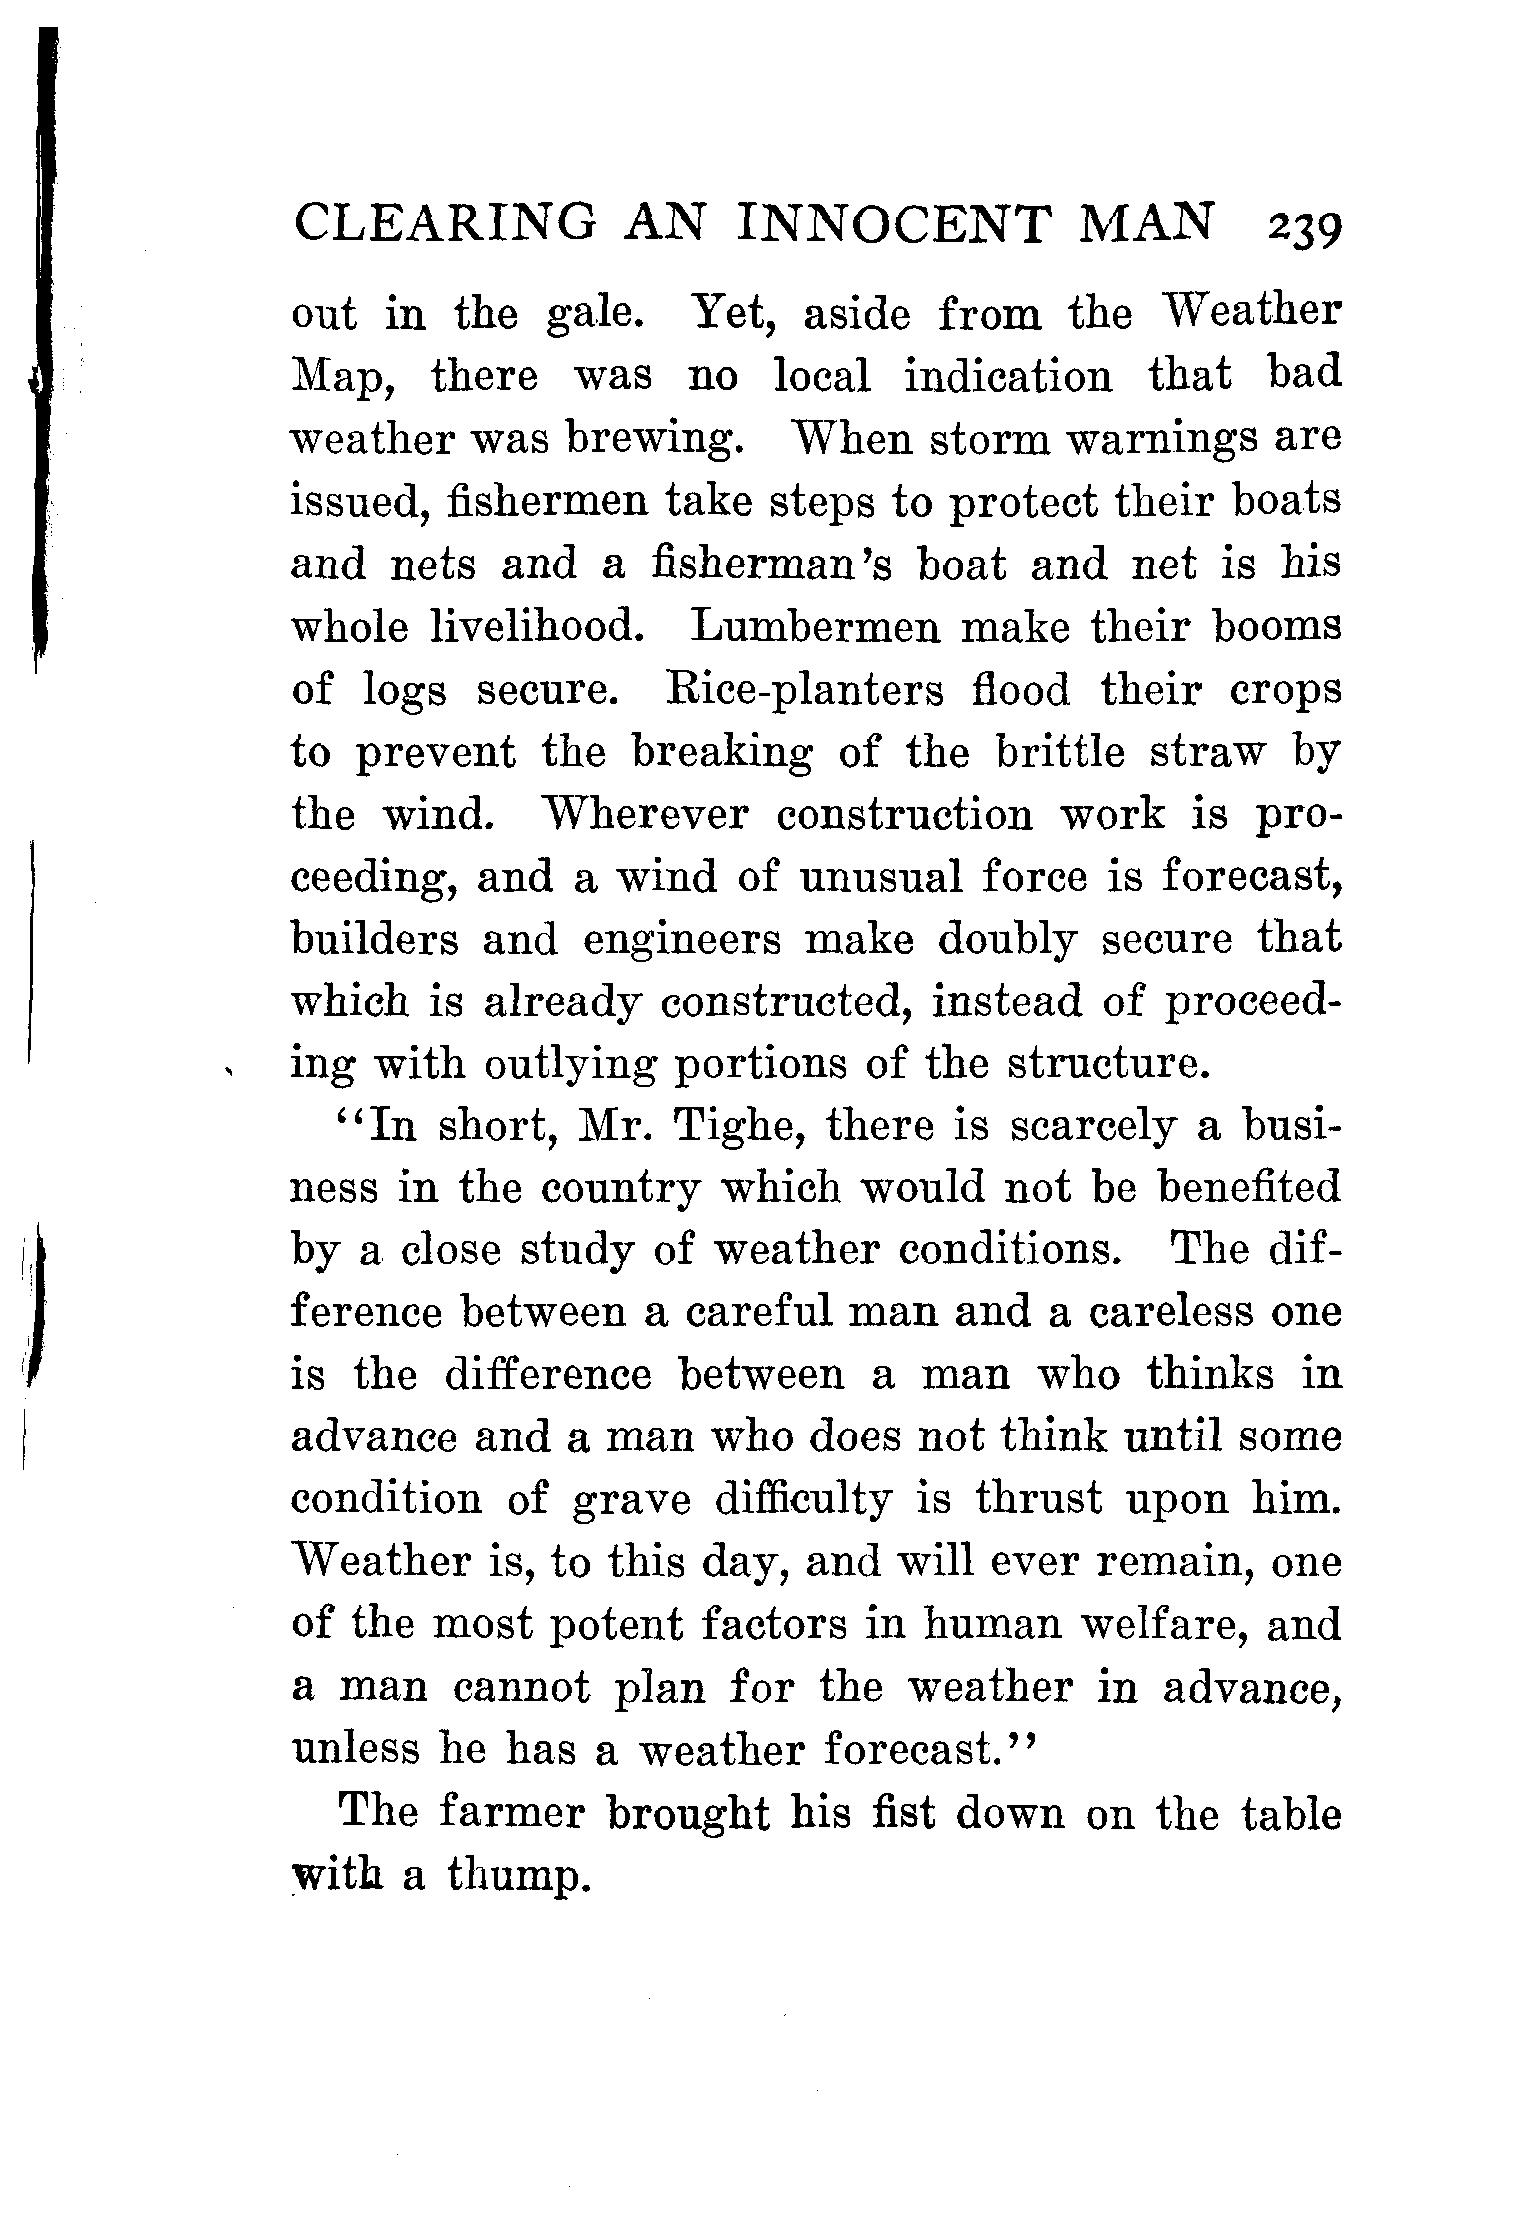 CLEARING AN INNOCENT MAN 239
out in the gale. Yet, aside from the Weather
Map, there was no local indication that bad
weather was brewing. When storm warnings are
issued, fishermen take steps to protect their boats
and nets and a fisherman's boat and net is his
whole livelihood. Lumbermen make their booms
of logs secure. Rice-planters flood their crops
to prevent the breaking of the brittle straw by
the wind. Wherever construction work is pro-
ceeding, and a wind of unusual force is forecast,
builders and engineers make doubly secure that
which is already constructed, instead of proceed-
ing with outlying portions of the structure.
"In short, Mr. Tighe, there is scarcely a busi-
ness in the country which would not be benefited
by a close study of weather conditions. The dif-
ference between a careful man and a careless one
is the difference between a man who thinks in
advance and a man who does not think until some
condition of grave difficulty is thrust upon him.
Weather is, to this day, and will ever remain, one
of the most potent factors in human welfare, and
a man cannot plan for the weather in advance,
unless he has a weather forecast."
The farmer brought his fist down on the table
with a thump.